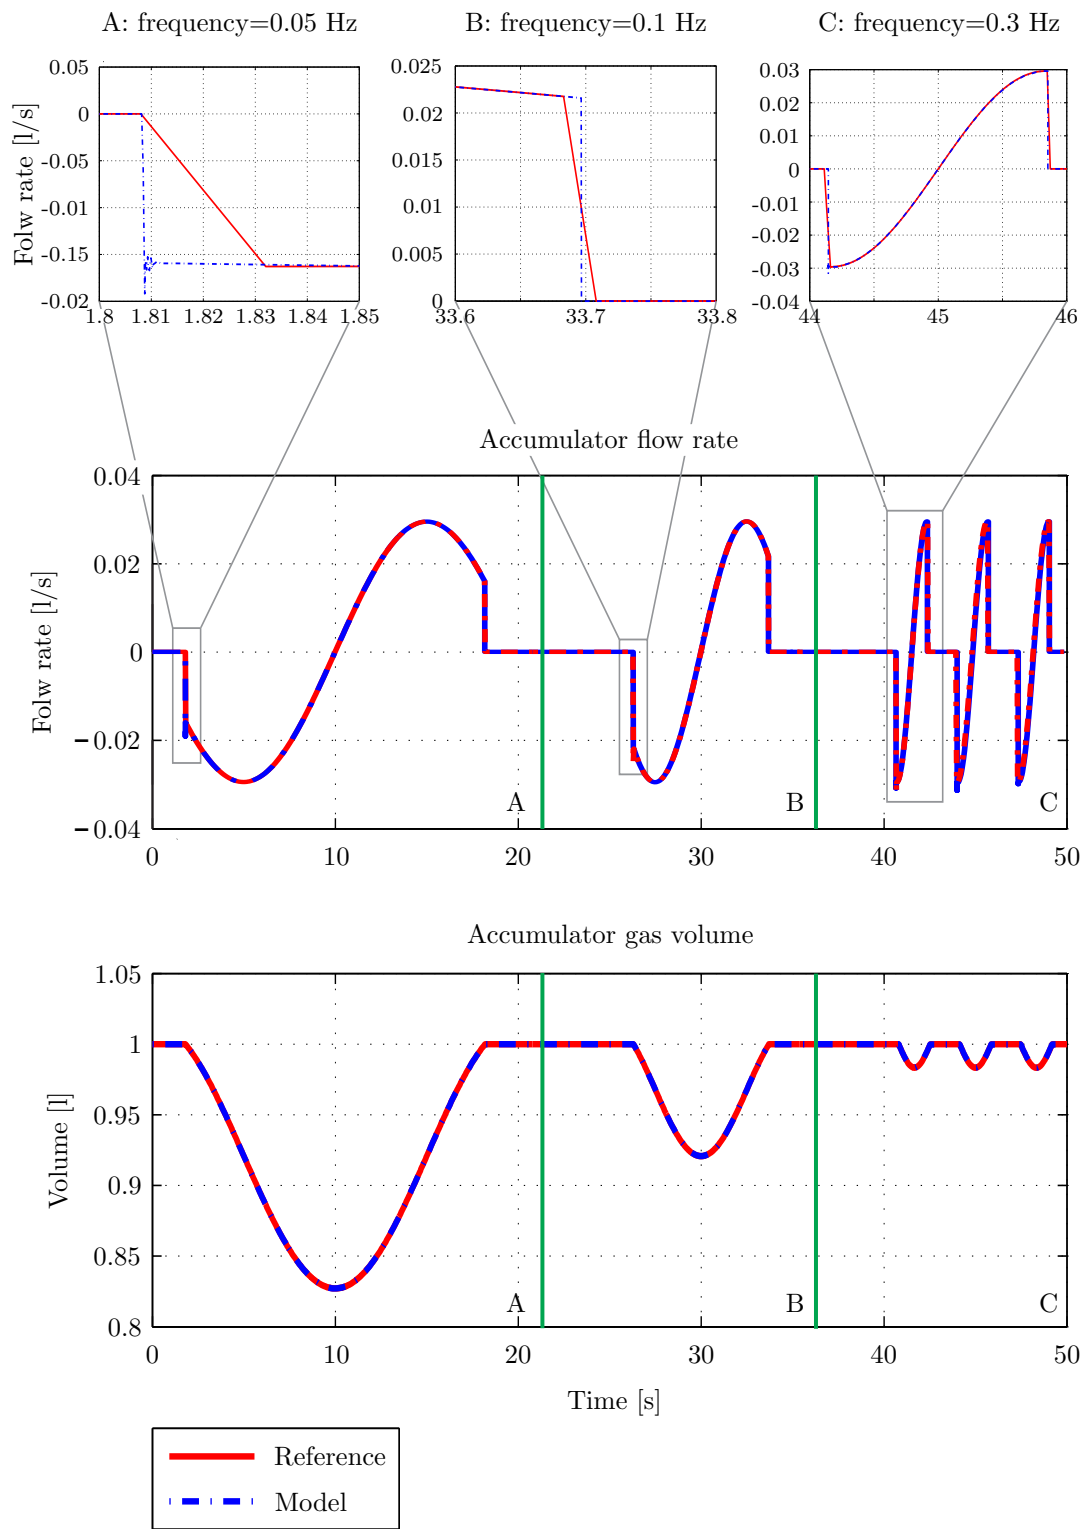 A: frequency=0.05 Hz
B: frequency=0.1 Hz
C: frequency=0.3 Hz
Folw rate [l/s]
0.05
0
-0.05
-0.01
-0.15
-0.02
1.8 1.81 1.82 1.83 1.84 1.85
0.025
0.02
0.015
0.01
0.005
0
33.6 33.7 33.8
0.03
0.02
0.01
0
-0.01
-0.02
-0.03
-0.04
44 45 46
Accumulator flow rate
Folw rate [l/s]
0.04
0.02
0
−0.02
−0.04
A
B
C
0 10 20 30 40 50
Accumulator gas volume
Volume [l]
1.05
1
0.95
0.9
0.85
0.8
A
B
C
0 10 20 30 40 50
Time [s]
Reference
Model